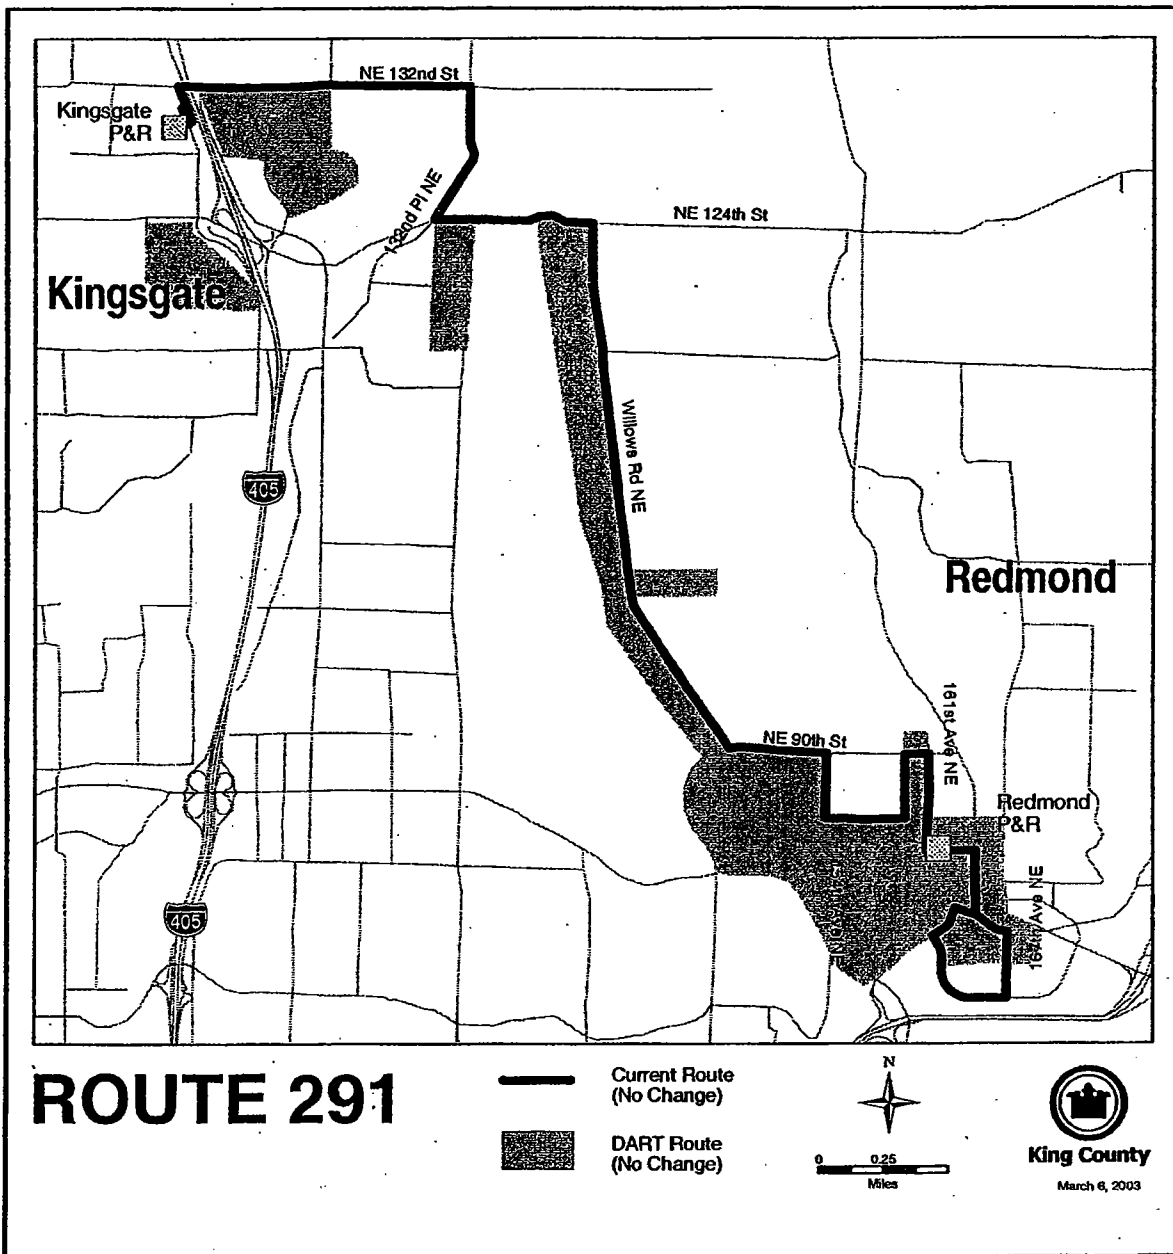 NE 132nd St
Kingsgate
P&R
132nd Pl NE
NE 124th St
Kingsgate
Willows Rd NE
405
Redmond
161st Ave NE
NE 90th St
Redmond
P&R
Ave NE
405
ROUTE 291
Current Route
(No Change)
DART Route
(No Change)
N
0 0.25
Miles
King County
March 6, 2003